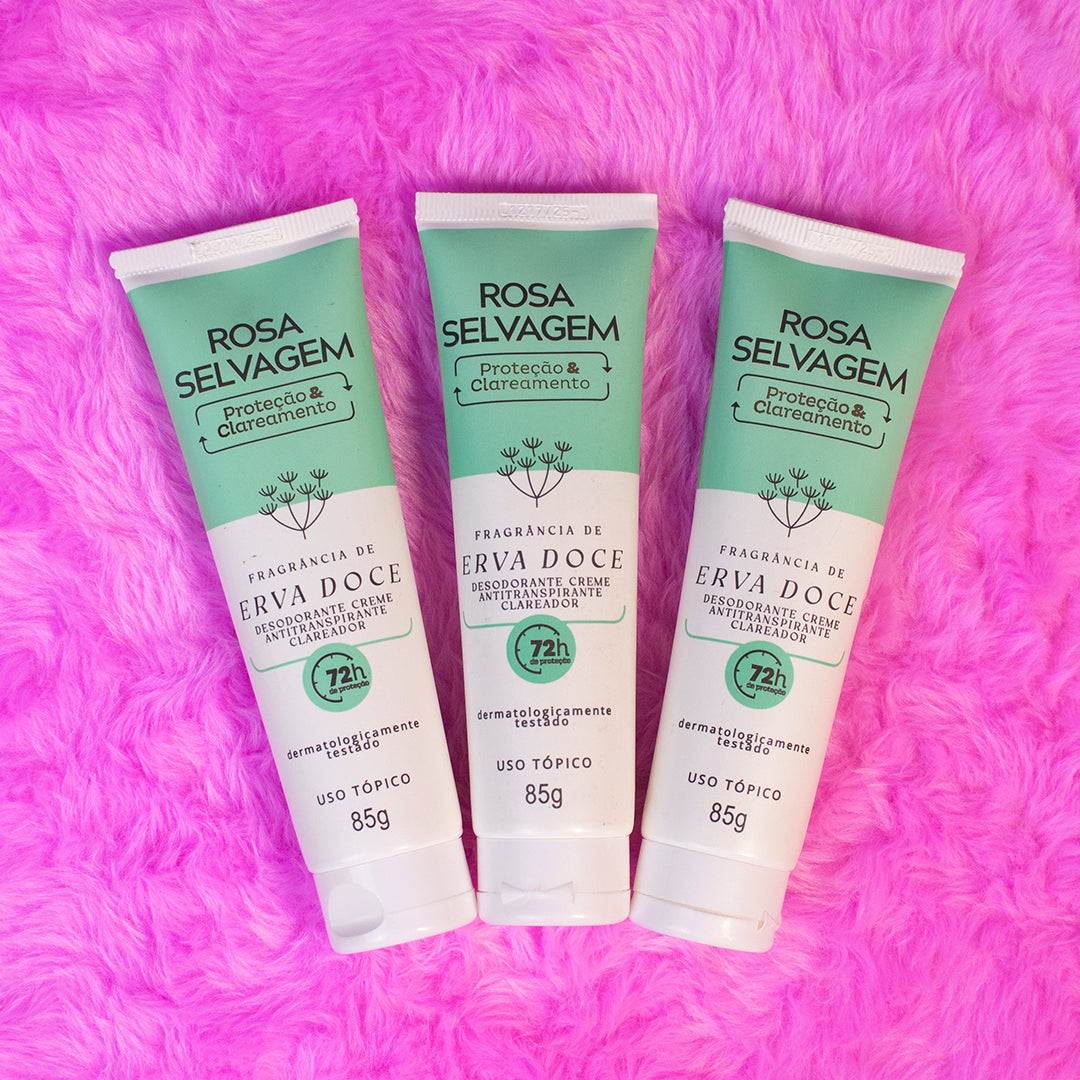 ROSA
SELVAGEM
Proteção &
Clareamento
FRAGRÂNCIA DE
ERVA DOCE
DESODORANTE CREME
ANTITRANSPIRANTE
CLAREADOR
72h
de proteção
dermatologicamente
testado
USO TÓPICO
85g
ROSA
SELVAGEM
Proteção &
Clareamento
FRAGRÂNCIA DE
ERVA DOCE
DESODORANTE CREME
ANTITRANSPIRANTE
CLAREADOR
72h
de proteção
dermatologicamente
testado
USO TÓPICO
85g
ROSA
SELVAGEM
Proteção &
Clareamento
FRAGRÂNCIA DE
ERVA DOCE
DESODORANTE CREME
ANTITRANSPIRANTE
CLAREADOR
72h
de proteção
dermatologicamente
testado
USO TÓPICO
85g